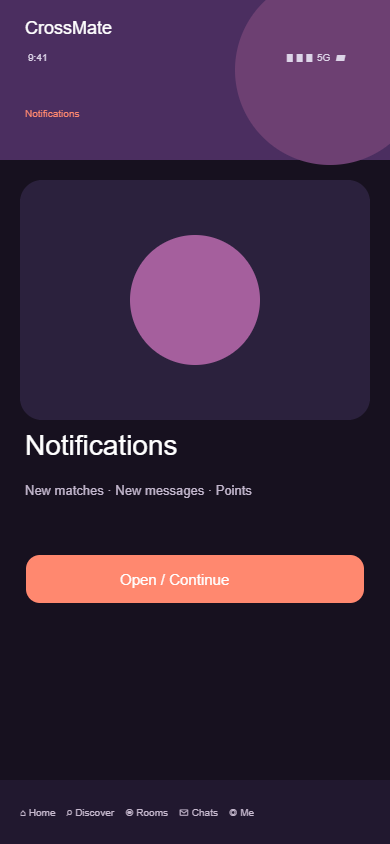 CrossMate
9:41 5G
Notifications
Notifications
New matches · New messages · Points
Open / Continue
Home Discover Rooms Chats Me